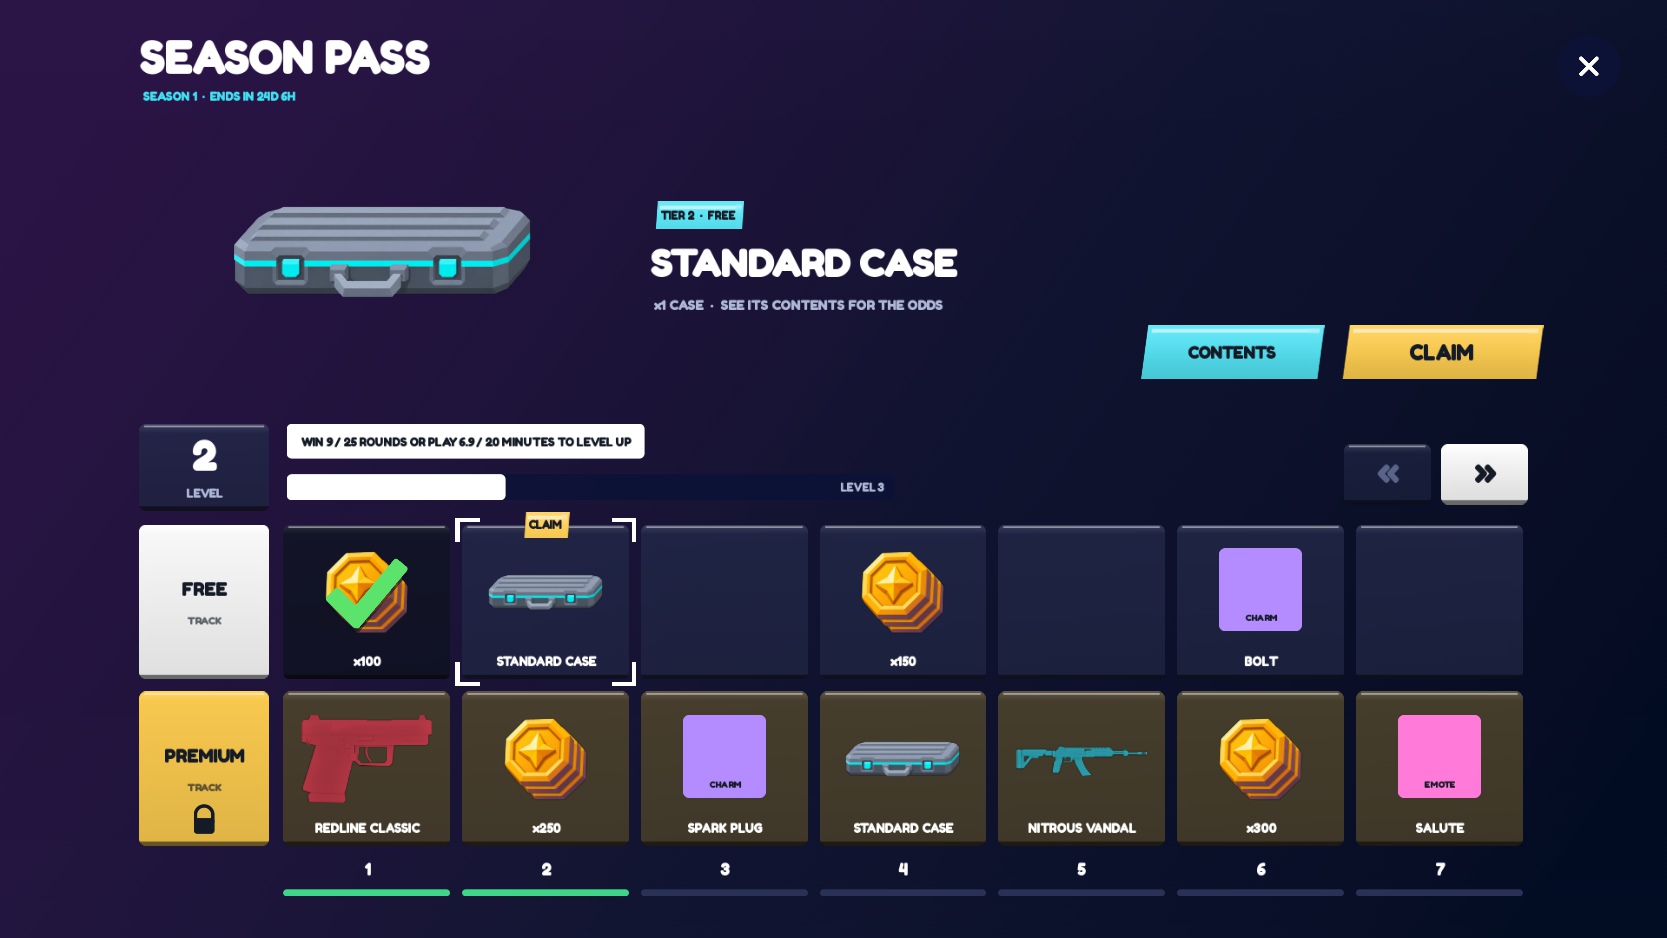 SEASON PASS
SEASON 1 · ENDS IN 24D 6H
TIER 2 · FREE
STANDARD CASE
x1 CASE · SEE ITS CONTENTS FOR THE ODDS
CONTENTS
CLAIM
2
LEVEL
WIN 9 / 25 ROUNDS OR PLAY 6.9 / 20 MINUTES TO LEVEL UP
LEVEL 3
FREE
TRACK
x100
CLAIM
STANDARD CASE
x150
CHARM
BOLT
PREMIUM
TRACK
REDLINE CLASSIC
x250
CHARM
SPARK PLUG
STANDARD CASE
NITROUS VANDAL
x300
EMOTE
SALUTE
1 2 3 4 5 6 7